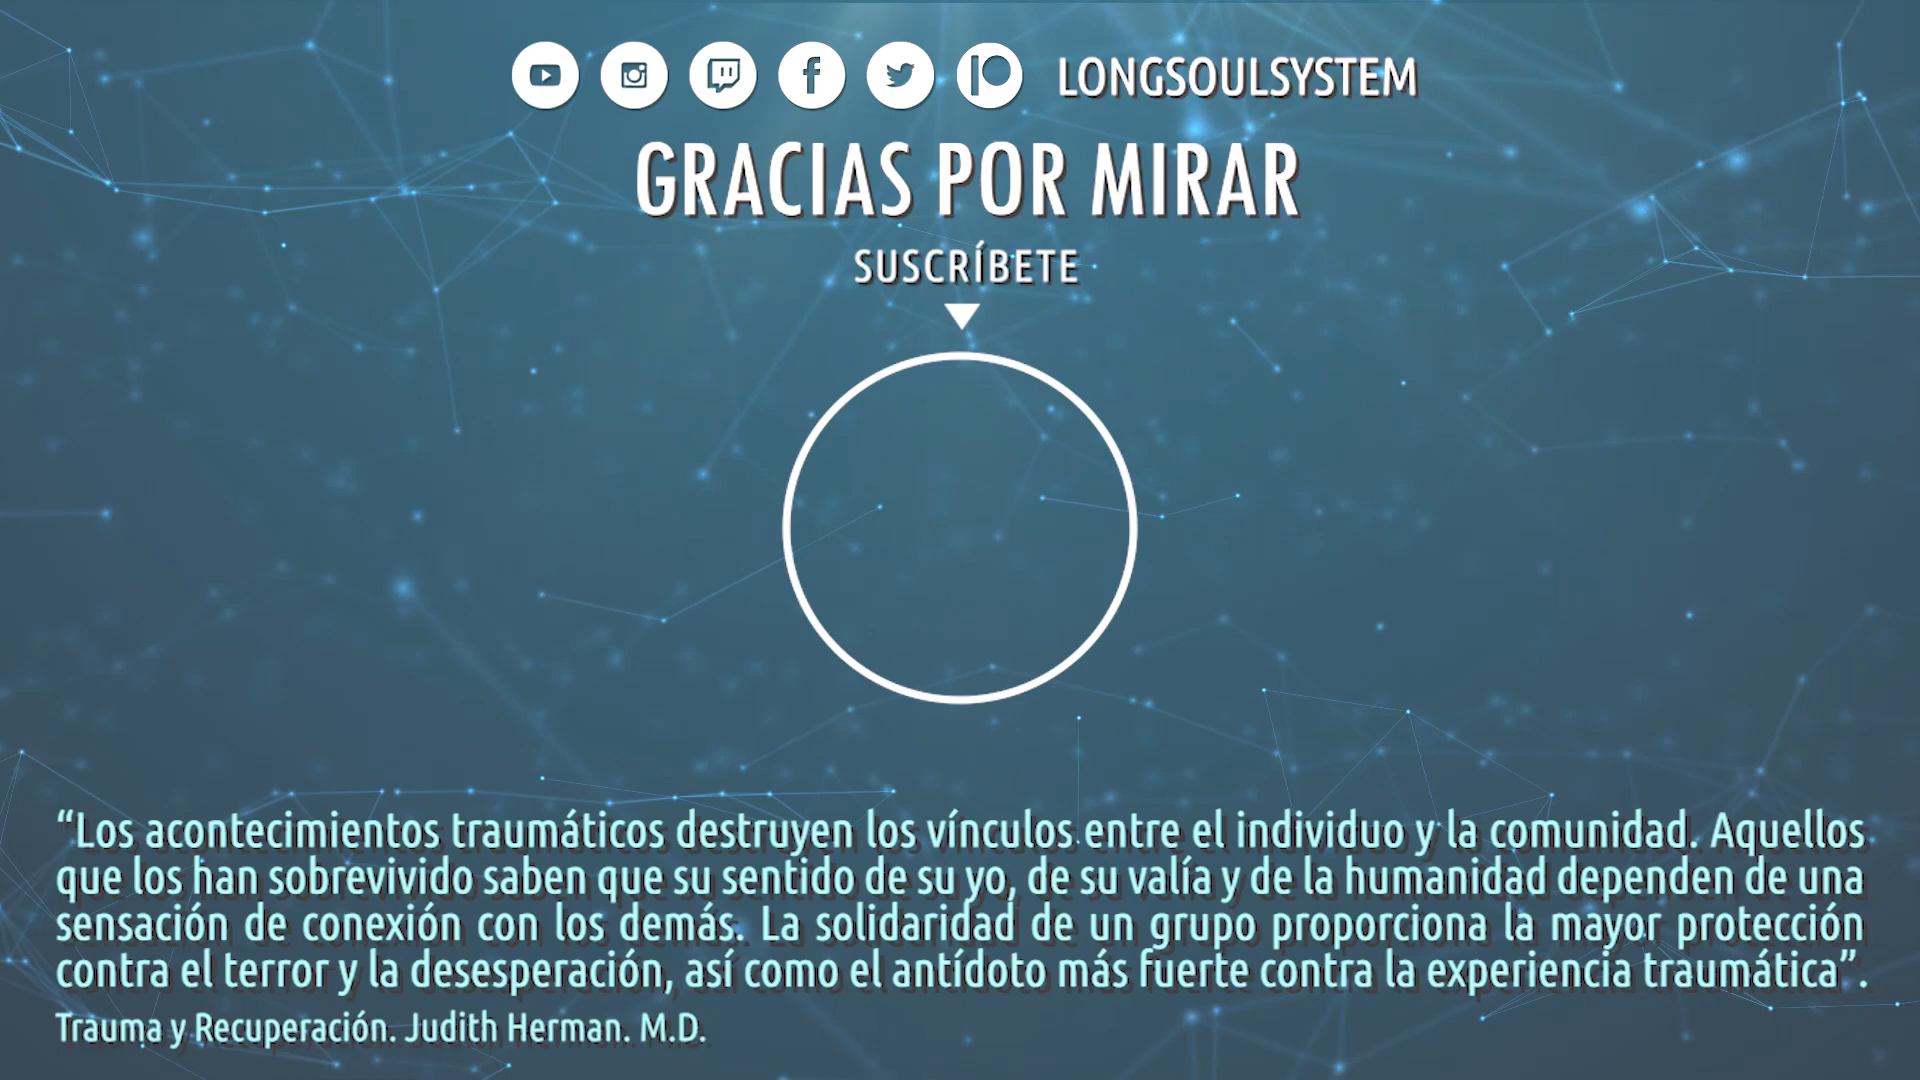 LONGSOULSYSTEM
GRACIAS POR MIRAR
SUSCRÍBETE
“Los acontecimientos traumáticos destruyen los vínculos entre el individuo y la comunidad. Aquellos
que los han sobrevivido saben que su sentido de su yo, de su valía y de la humanidad dependen de una
sensación de conexión con los demás. La solidaridad de un grupo proporciona la mayor protección
contra el terror y la desesperación, así como el antídoto más fuerte contra la experiencia traumática”.
Trauma y Recuperación. Judith Herman. M.D.